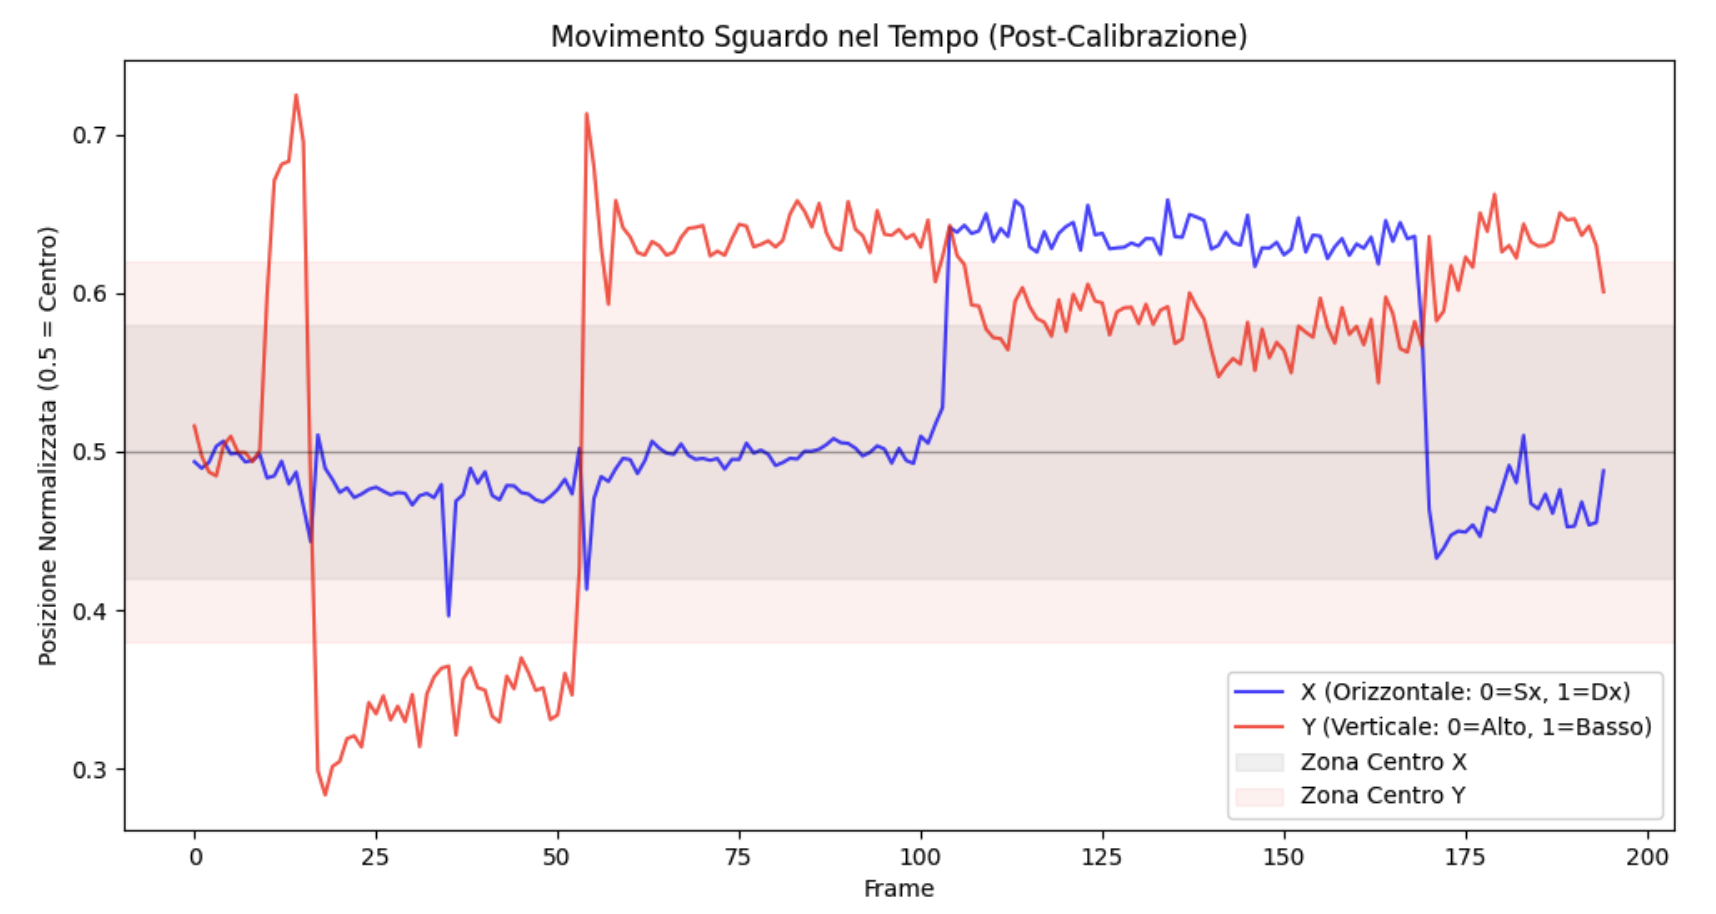 Movimento Sguardo nel Tempo (Post-Calibrazione)
Posizione Normalizzata (0.5 = Centro)
0.7
0.6
0.5
0.4
0.3
X (Orizzontale: 0=Sx, 1=Dx)
Y (Verticale: 0=Alto, 1=Basso)
Zona Centro X
Zona Centro Y
0 25 50 75 100 125 150 175 200
Frame